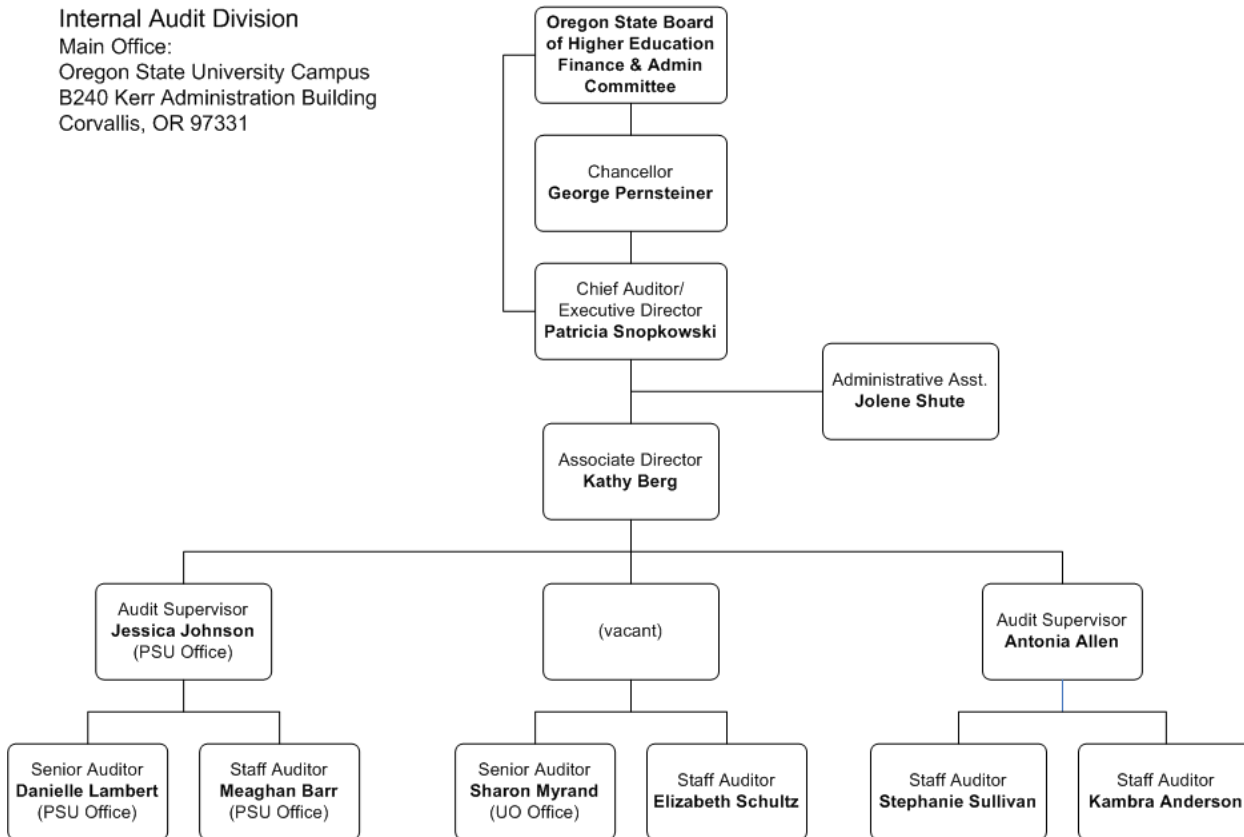 Internal Audit Division
Main Office:
Oregon State University Campus
B240 Kerr Administration Building
Corvallis, OR 97331
Oregon State Board
of Higher Education
Finance & Admin
Committee
Chancellor
George Pernsteiner
Chief Auditor/
Executive Director
Patricia Snopkowski
Administrative Asst.
Jolene Shute
Associate Director
Kathy Berg
Audit Supervisor
Jessica Johnson
(PSU Office)
(vacant)
Audit Supervisor
Antonia Allen
Senior Auditor
Danielle Lambert
(PSU Office)
Staff Auditor
Meaghan Barr
(PSU Office)
Senior Auditor
Sharon Myrand
(UO Office)
Staff Auditor
Elizabeth Schultz
Staff Auditor
Stephanie Sullivan
Staff Auditor
Kambra Anderson